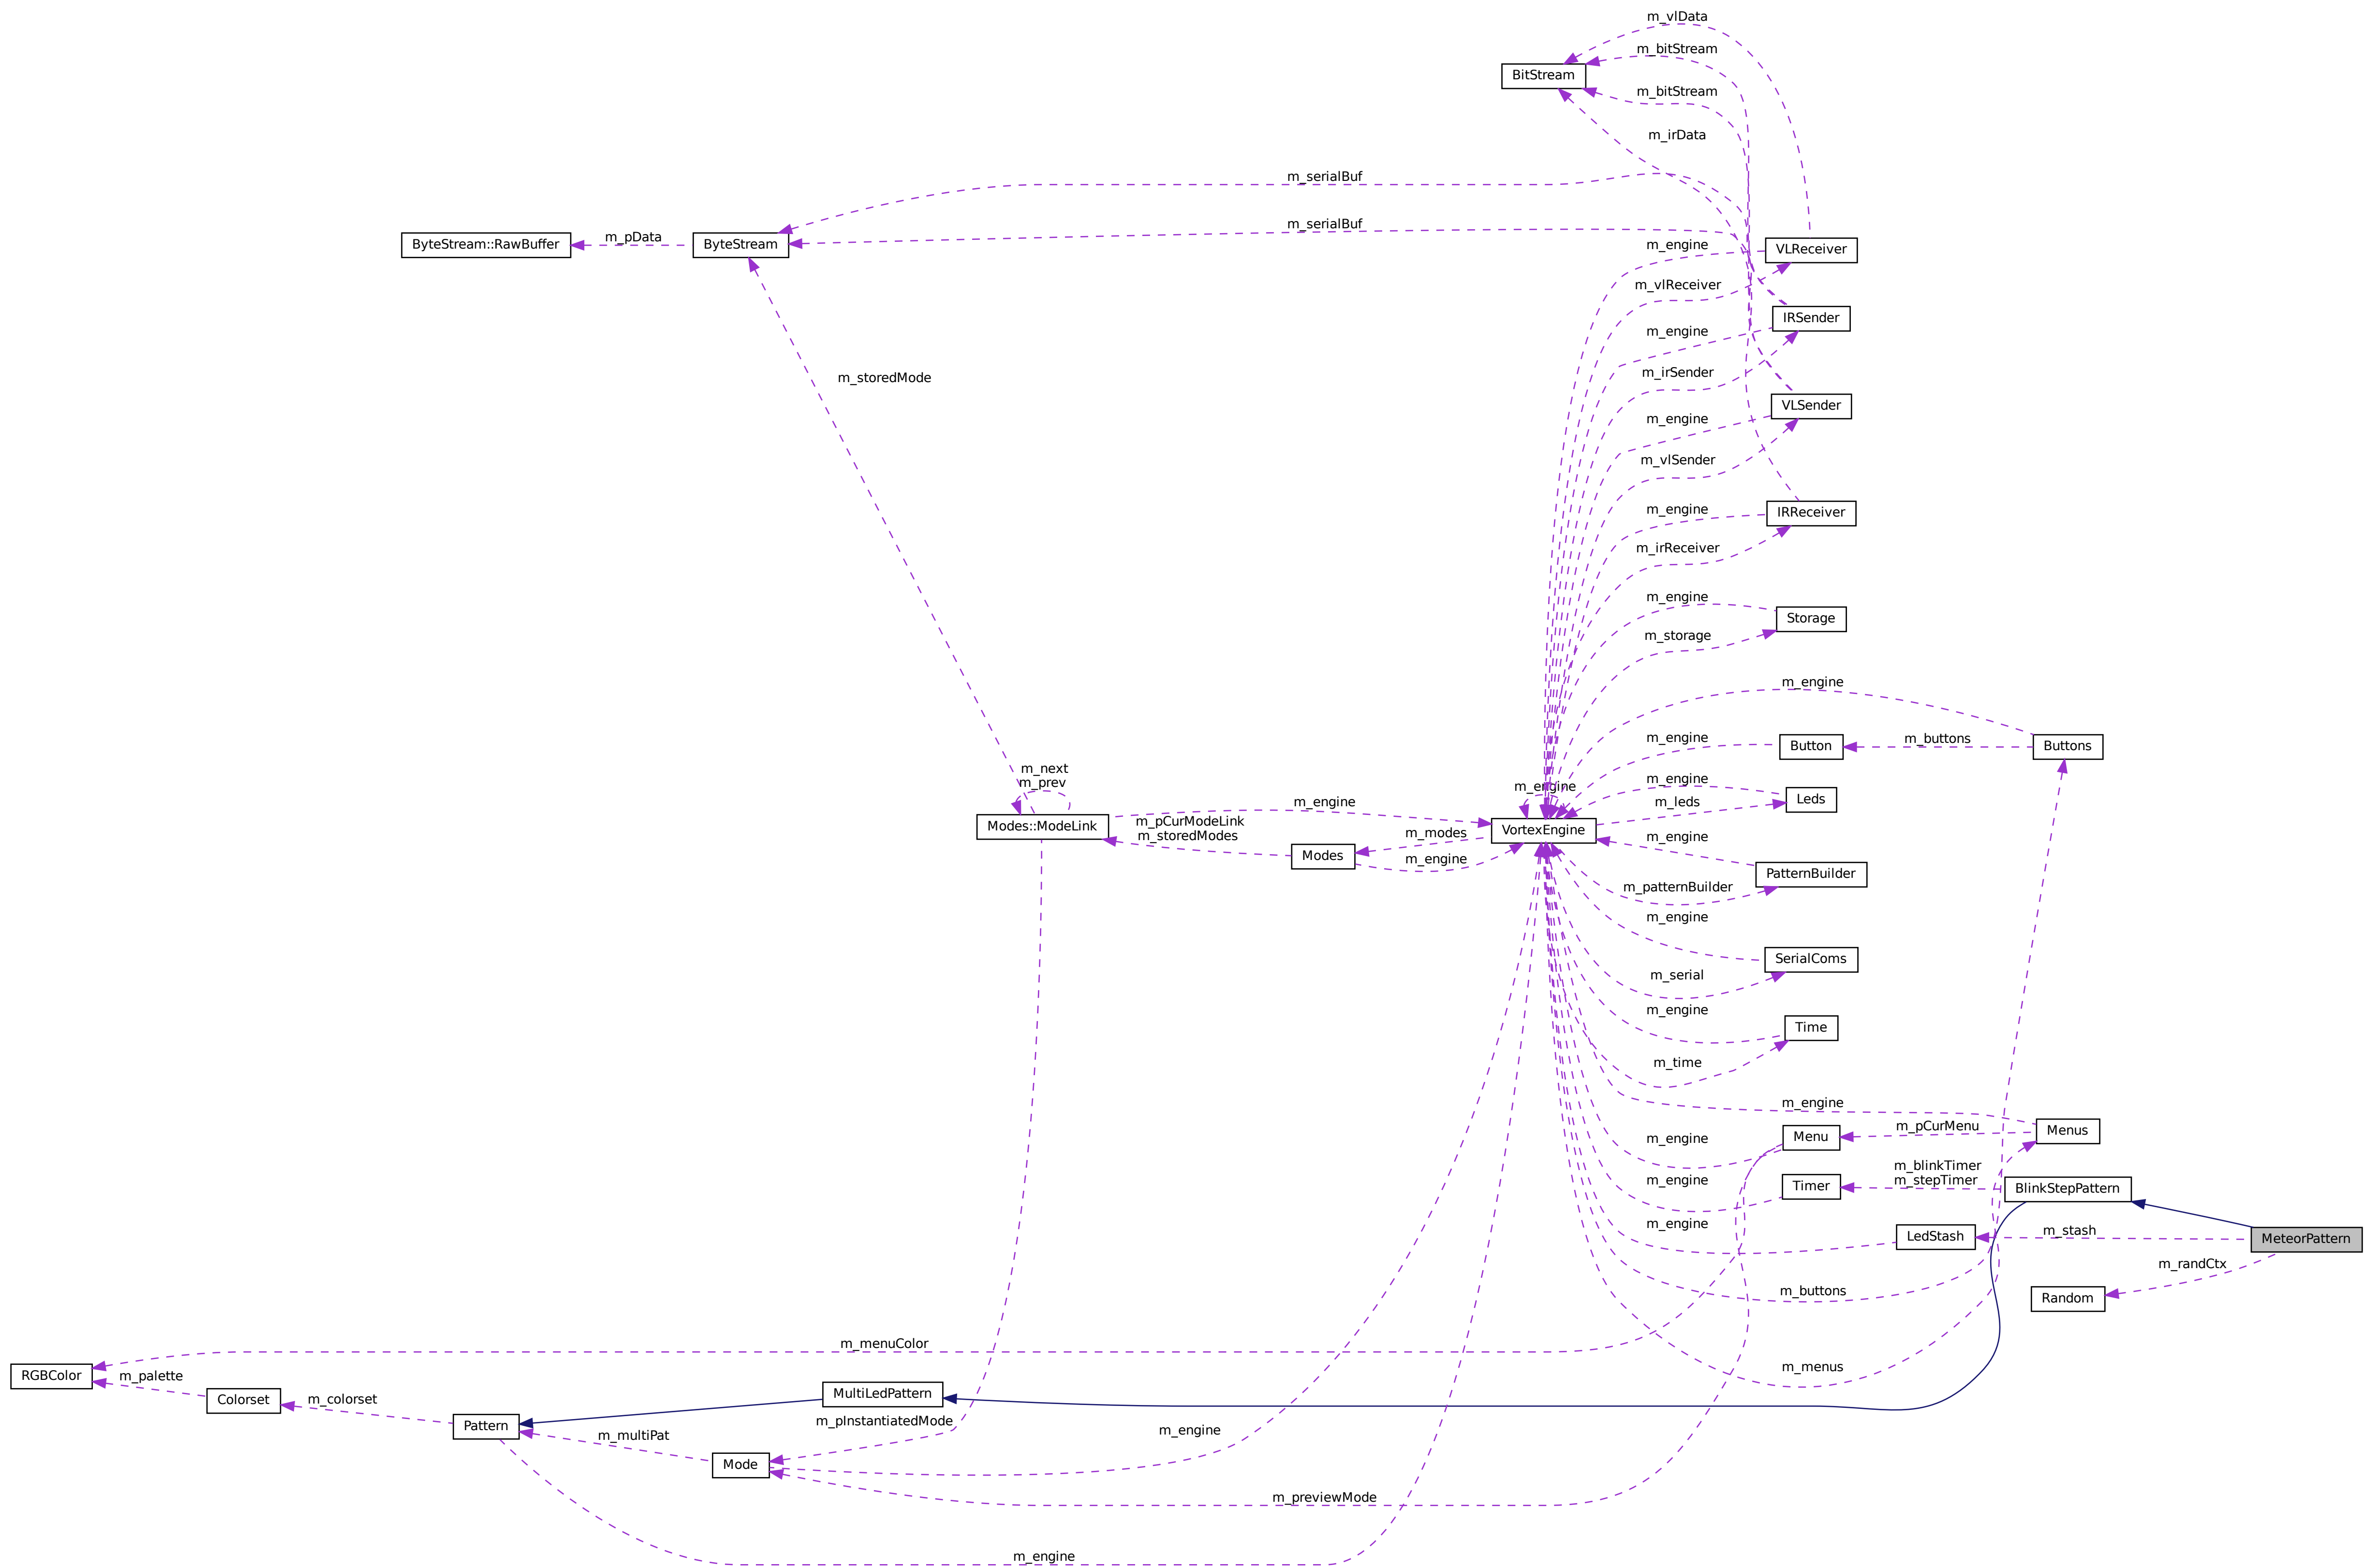 m_vlData
m_bitStream
BitStream
m_bitStream
m_irData
m_serialBuf
m_serialBuf
ByteStream::RawBuffer
m_pData
ByteStream
m_engine
VLReceiver
m_vlReceiver
IRSender
m_engine
m_irSender
m_storedMode
VLSender
m_engine
m_vlSender
m_engine
IRReceiver
m_irReceiver
m_engine
Storage
m_storage
m_engine
m_engine
Button
m_buttons
Buttons
m_next
m_prev
m_engine
m_engine
m_engine
Leds
m_leds
Modes::ModeLink
m_pCurModeLink
m_storedModes
m_modes
VortexEngine
m_engine
Modes
m_engine
PatternBuilder
m_patternBuilder
m_engine
SerialComs
m_serial
m_engine
Time
m_time
m_engine
m_engine
Menu
m_pCurMenu
Menus
m_blinkTimer
m_stepTimer
m_engine
Timer
BlinkStepPattern
m_engine
LedStash
m_stash
MeteorPattern
m_randCtx
m_buttons
Random
m_menuColor
m_menus
RGBColor
m_palette
Colorset
m_colorset
MultiLedPattern
Pattern
m_pInstantiatedMode
m_multiPat
m_engine
Mode
m_previewMode
m_engine